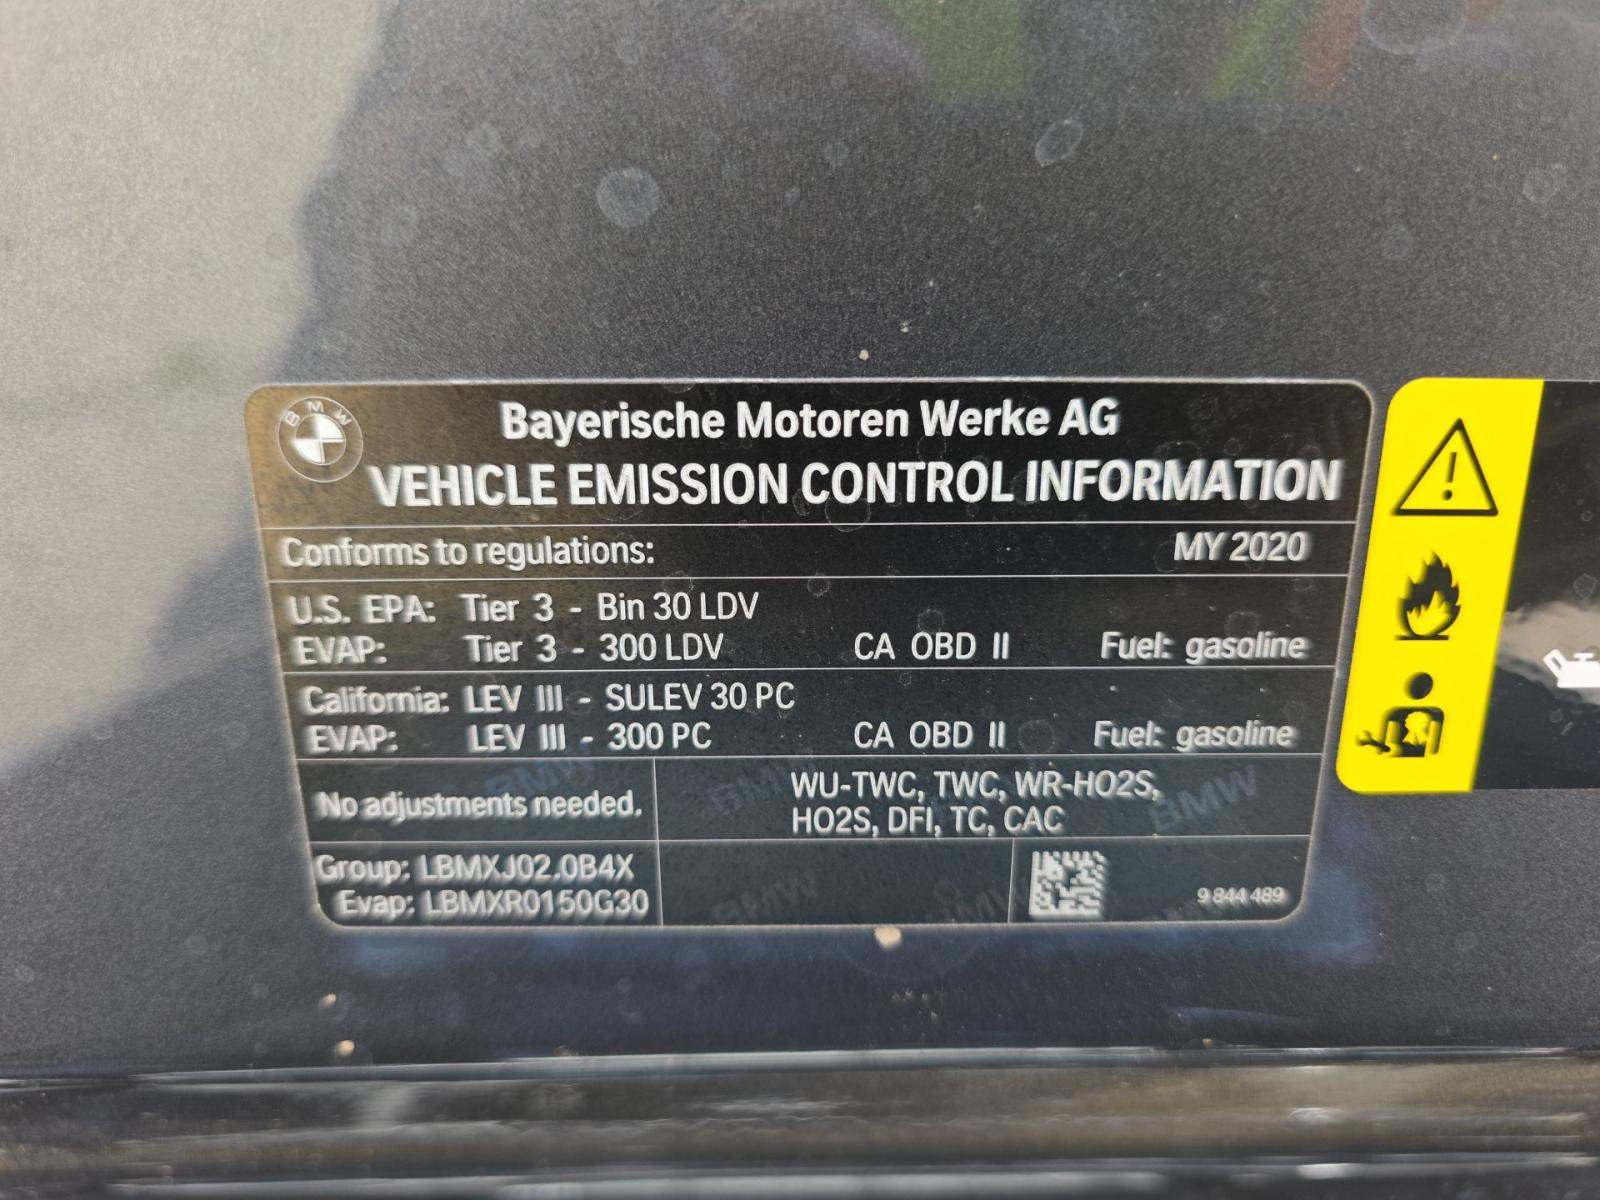 BMW
Bayerische Motoren Werke AG
VEHICLE EMISSION CONTROL INFORMATION
Conforms to regulations: MY 2020
U.S. EPA: Tier 3 - Bin 30 LDV
EVAP: Tier 3 - 300 LDV CA OBD II Fuel: gasoline
California: LEV III - SULEV 30 PC
EVAP: LEV III - 300 PC CA OBD II Fuel: gasoline
No adjustments needed.
WU-TWC, TWC, WR-HO2S,
HO2S, DFI, TC, CAC
Group: LBMXJ02.0B4X
Evap: LBMXR0150G30
9 844 489